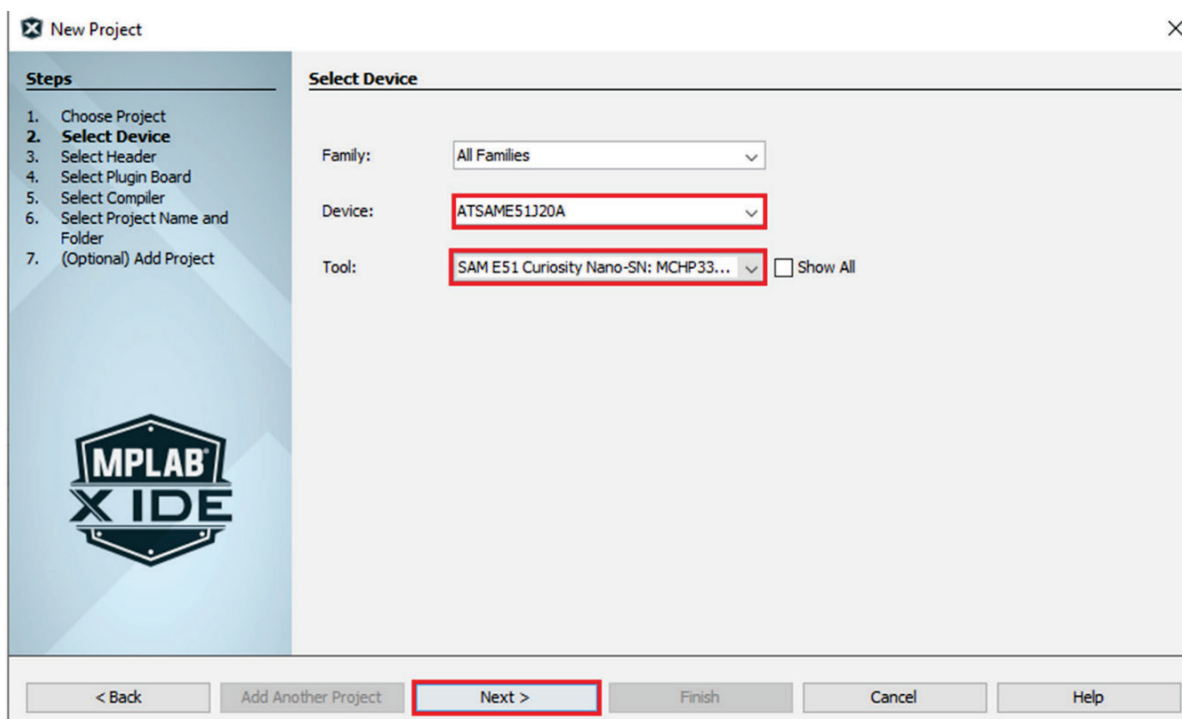 New Project
Steps
1. Choose Project
2. Select Device
3. Select Header
4. Select Plugin Board
5. Select Compiler
6. Select Project Name and
Folder
7. (Optional) Add Project
MPLAB®
X IDE
Select Device
Family: All Families
Device: ATSAME51J20A
Tool: SAM E51 Curiosity Nano-SN: MCHP33... Show All
< Back Add Another Project Next > Finish Cancel Help